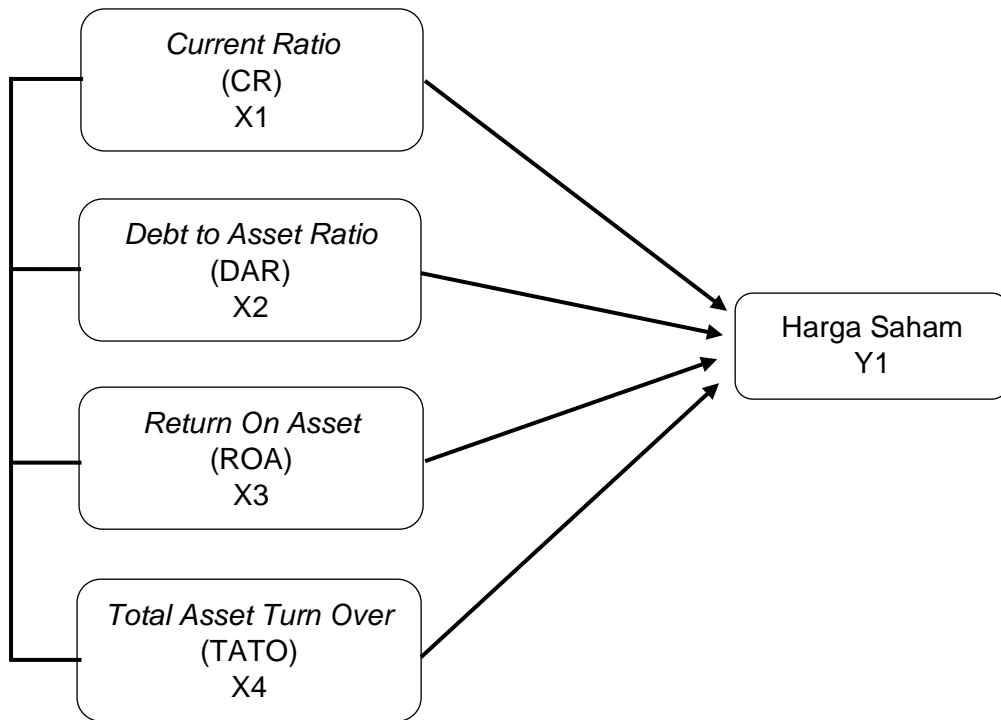 Current Ratio
(CR)
X1
Debt to Asset Ratio
(DAR)
X2
Harga Saham
Y1
Return On Asset
(ROA)
X3
Total Asset Turn Over
(TATO)
X4